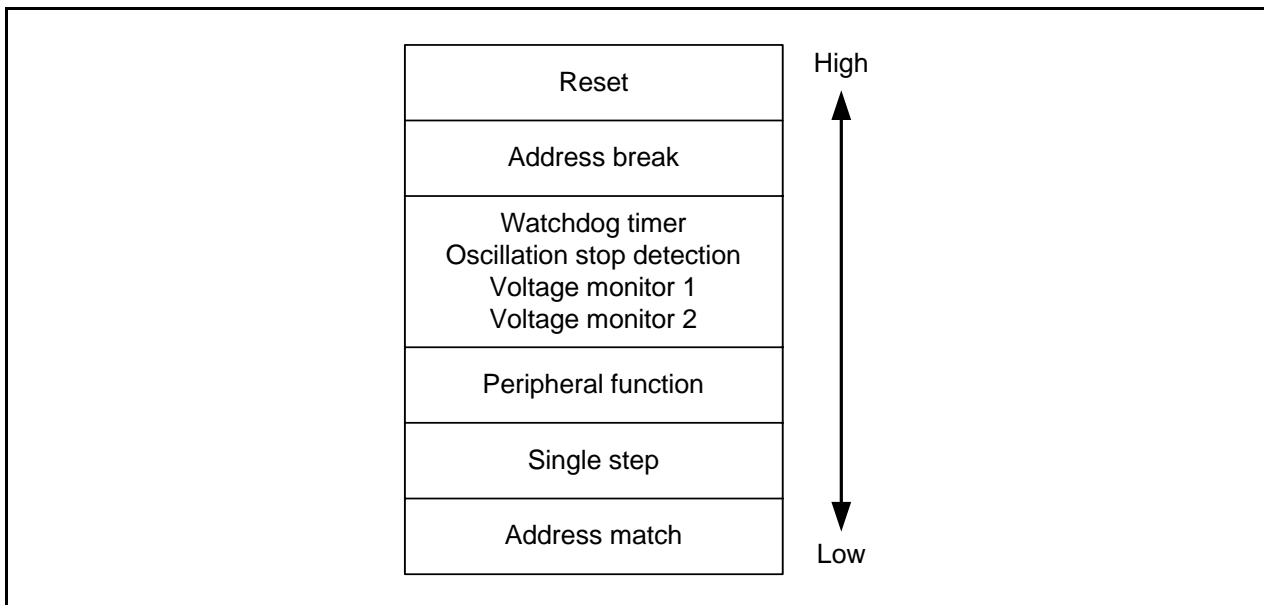 High
Reset
Address break
Watchdog timer
Oscillation stop detection
Voltage monitor 1
Voltage monitor 2
Peripheral function
Single step
Address match
Low